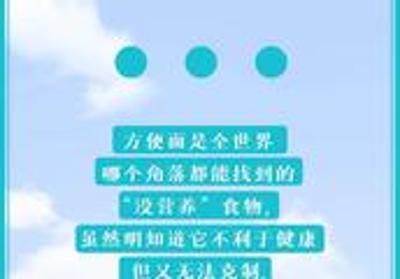 方便面是全世界
哪个角落都能找到的
“没营养”食物，
虽然明知道它不利于健康
但又无法克制